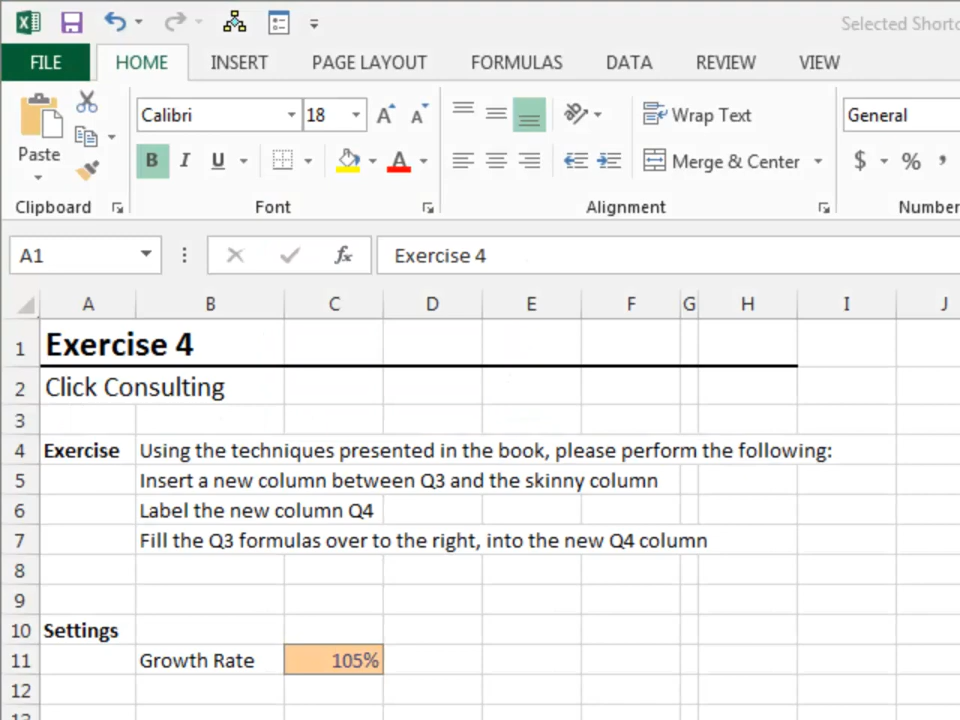 Selected Shortc
FILE HOME INSERT PAGE LAYOUT FORMULAS DATA REVIEW VIEW
Calibri 18 A A Wrap Text General
Paste B I U A Merge & Center $ % ,
Clipboard Font Alignment Number
A1 fx Exercise 4
A B C D E F G H I J
1 Exercise 4
2 Click Consulting
3
4 Exercise Using the techniques presented in the book, please perform the following:
5 Insert a new column between Q3 and the skinny column
6 Label the new column Q4
7 Fill the Q3 formulas over to the right, into the new Q4 column
8
9
10 Settings
11 Growth Rate 105%
12
13